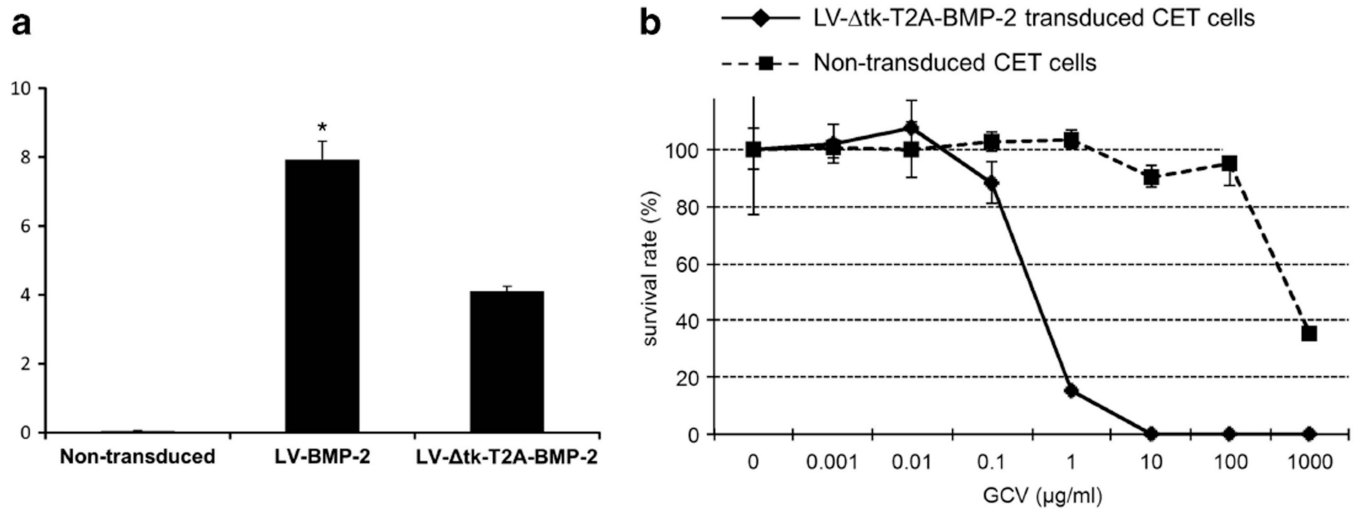 a
10
8
6
4
2
0
*
Non-transduced
LV-BMP-2
LV-Δtk-T2A-BMP-2
b
LV-Δtk-T2A-BMP-2 transduced CET cells
Non-transduced CET cells
survival rate (%)
100
80
60
40
20
0
0 0.001 0.01 0.1 1 10 100 1000
GCV (µg/ml)